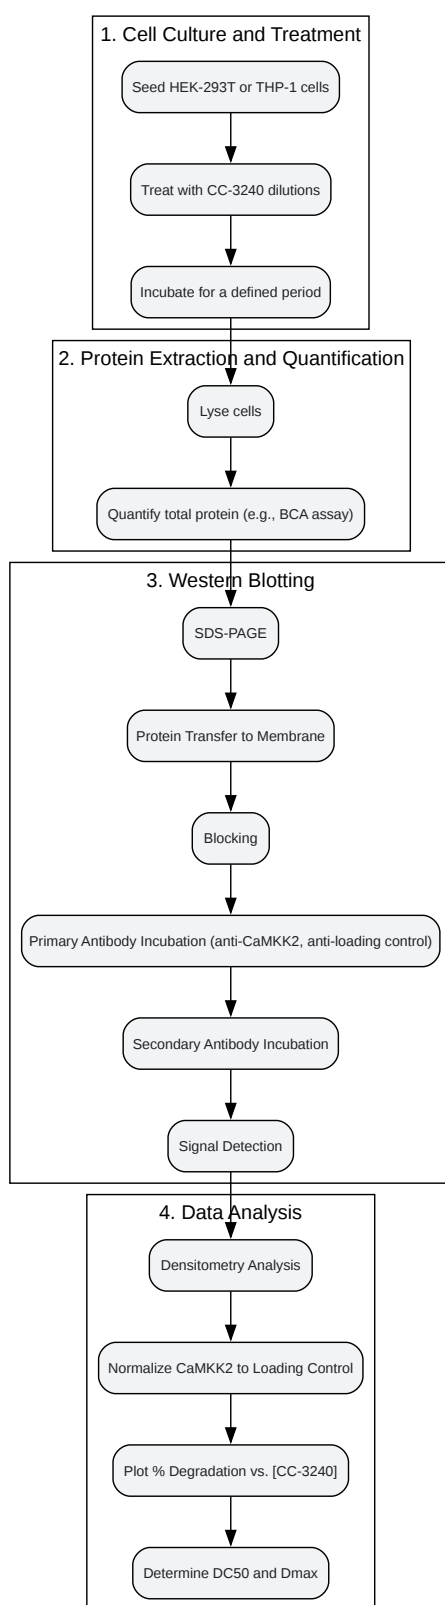 1. Cell Culture and Treatment
Seed HEK-293T or THP-1 cells
Treat with CC-3240 dilutions
Incubate for a defined period
2. Protein Extraction and Quantification
Lyse cells
Quantify total protein (e.g., BCA assay)
3. Western Blotting
SDS-PAGE
Protein Transfer to Membrane
Blocking
Primary Antibody Incubation (anti-CaMKK2, anti-loading control)
Secondary Antibody Incubation
Signal Detection
4. Data Analysis
Densitometry Analysis
Normalize CaMKK2 to Loading Control
Plot % Degradation vs. [CC-3240]
Determine DC50 and Dmax